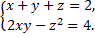 x + y + z = 2,
2xy − z² = 4.